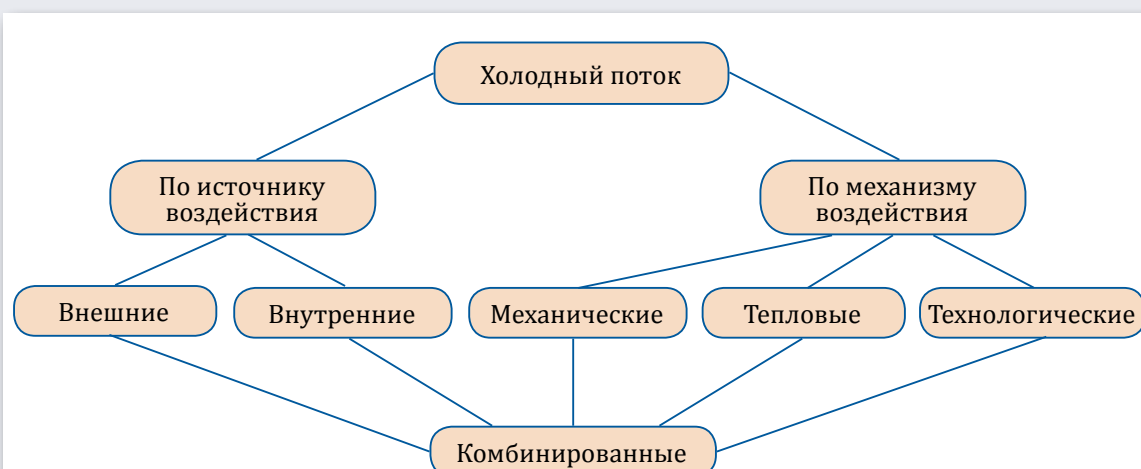 Холодный поток
По источнику
воздействия
По механизму
воздействия
Внешние
Внутренние
Механические
Тепловые
Технологические
Комбинированные